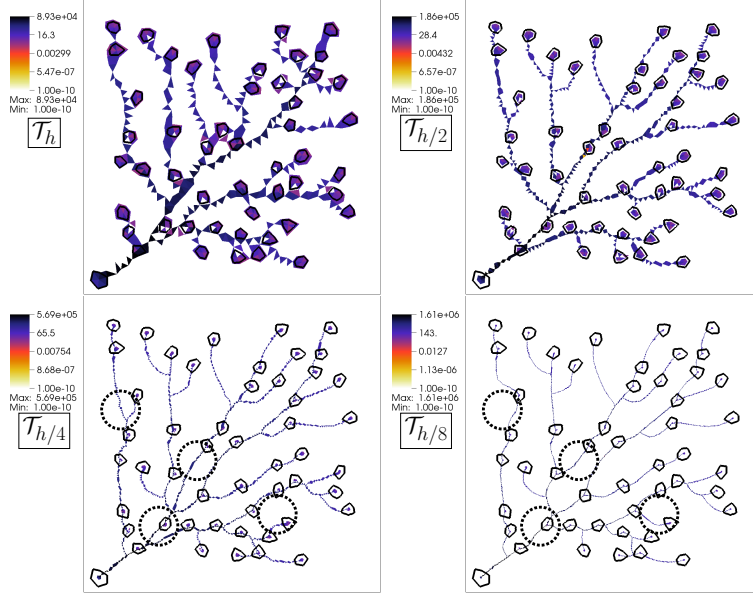 8.93e+04
16.3
0.00299
5.47e-07
1.00e-10
Max: 8.93e+04
Min: 1.00e-10
𝒯h
1.86e+05
28.4
0.00432
6.57e-07
1.00e-10
Max: 1.86e+05
Min: 1.00e-10
𝒯h/2
5.69e+05
65.5
0.00754
8.68e-07
1.00e-10
Max: 5.69e+05
Min: 1.00e-10
𝒯h/4
1.61e+06
143.
0.0127
1.13e-06
1.00e-10
Max: 1.61e+06
Min: 1.00e-10
𝒯h/8